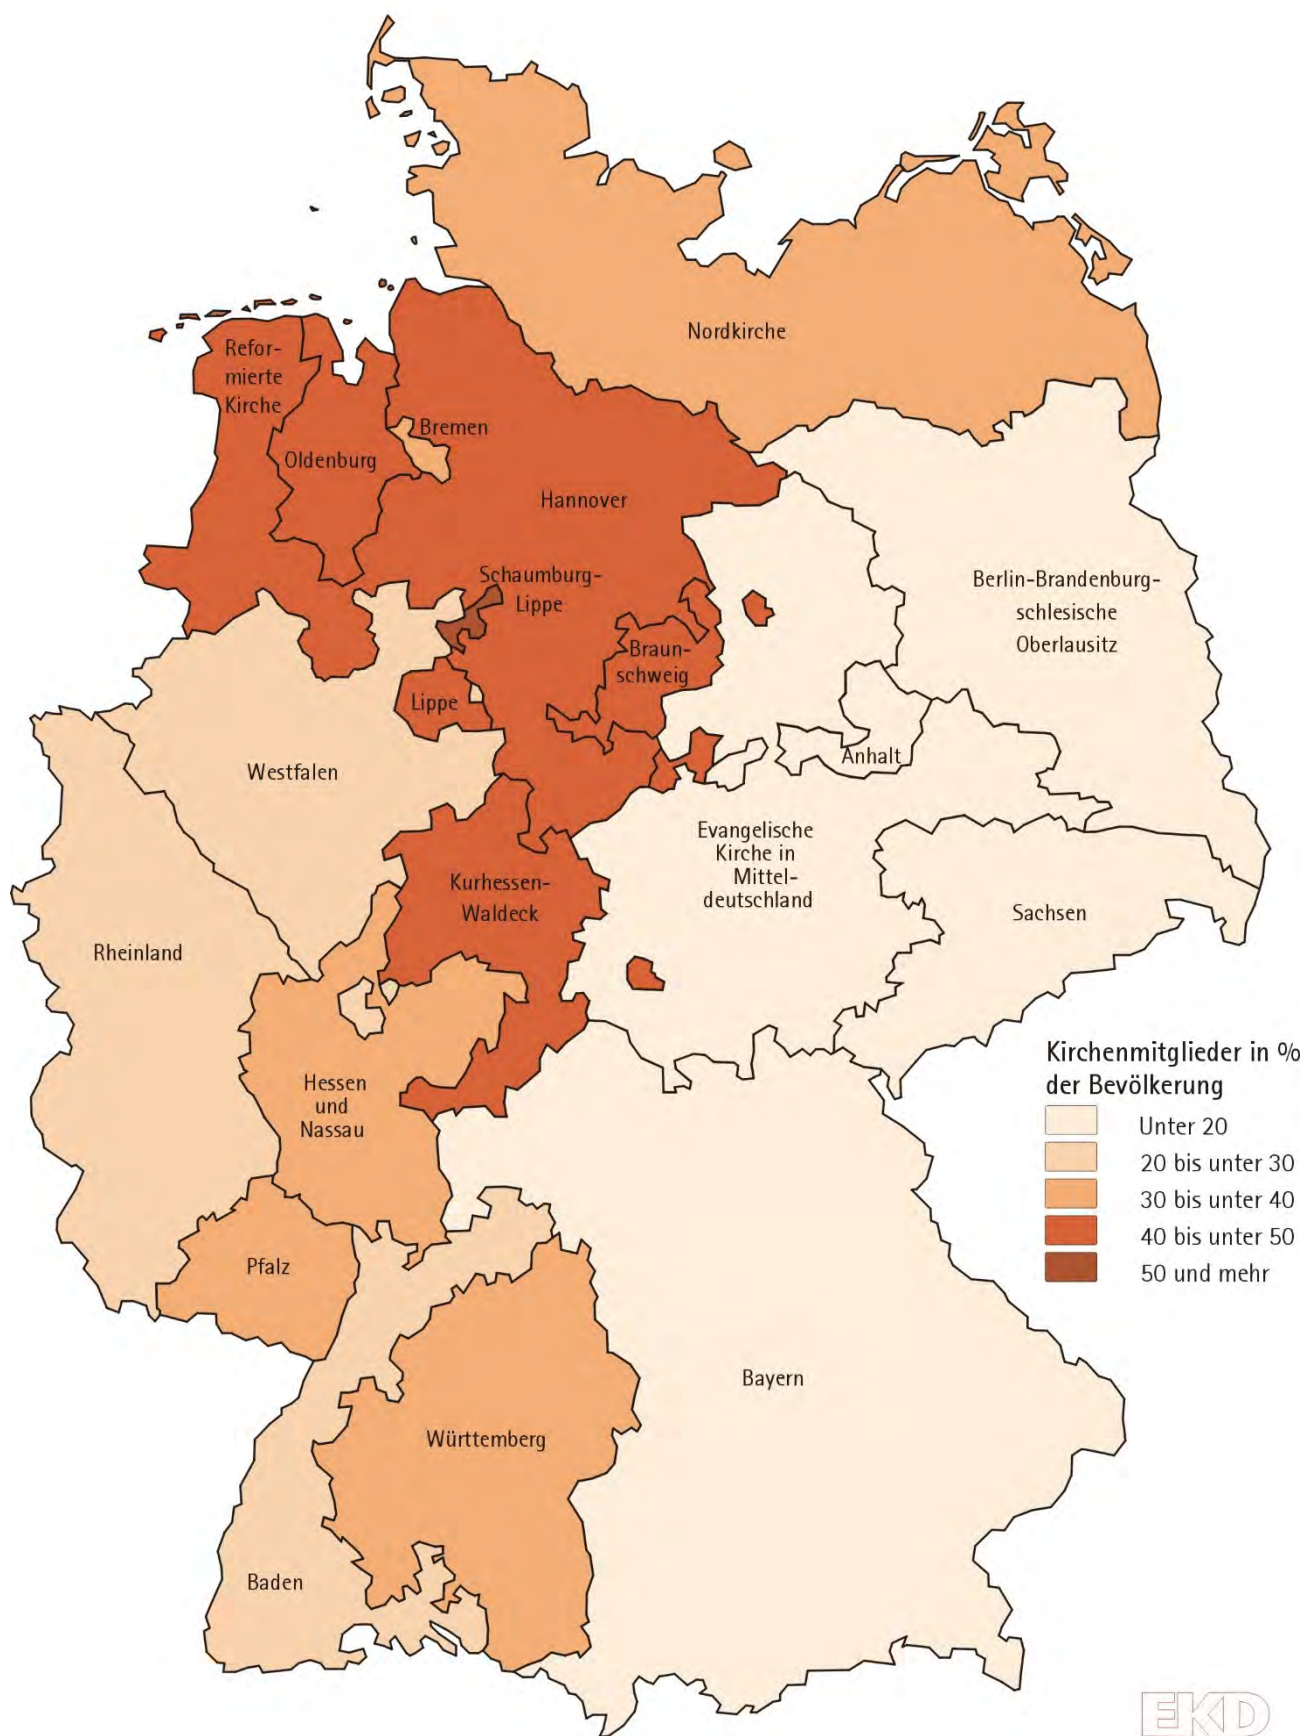 Nordkirche
Refor-
mierte
Kirche
Bremen
Oldenburg
Hannover
Schaumburg-
Lippe
Berlin-Brandenburg-
schlesische
Oberlausitz
Braun-
schweig
Lippe
Westfalen
Anhalt
Evangelische
Kirche in
Mittel-
deutschland
Kurhessen-
Waldeck
Sachsen
Rheinland
Hessen
und
Nassau
Pfalz
Bayern
Württemberg
Baden
Kirchenmitglieder in %
der Bevölkerung
Unter 20
20 bis unter 30
30 bis unter 40
40 bis unter 50
50 und mehr
EKD